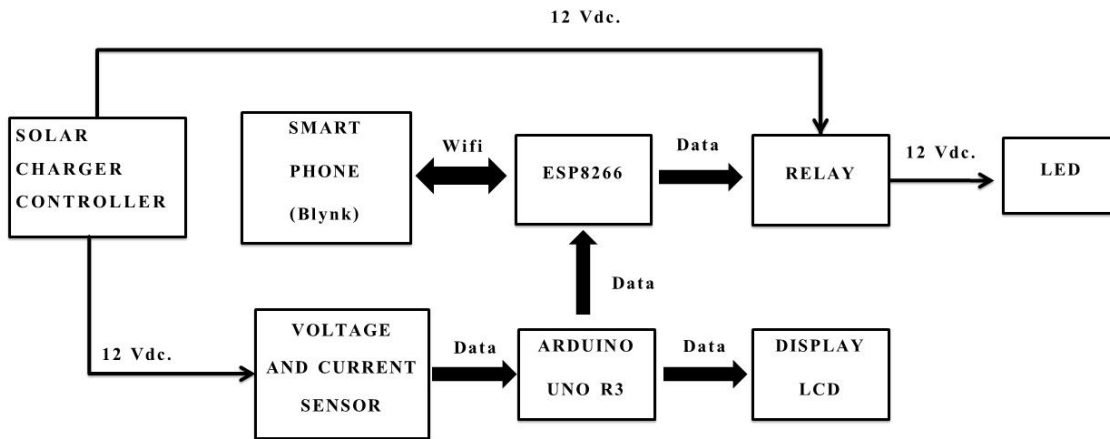 12 Vdc.
SOLAR
CHARGER
CONTROLLER
SMART
PHONE
(Blynk)
Wifi
ESP8266
Data
RELAY
12 Vdc.
LED
Data
12 Vdc.
VOLTAGE
AND CURRENT
SENSOR
Data
ARDUINO
UNO R3
Data
DISPLAY
LCD